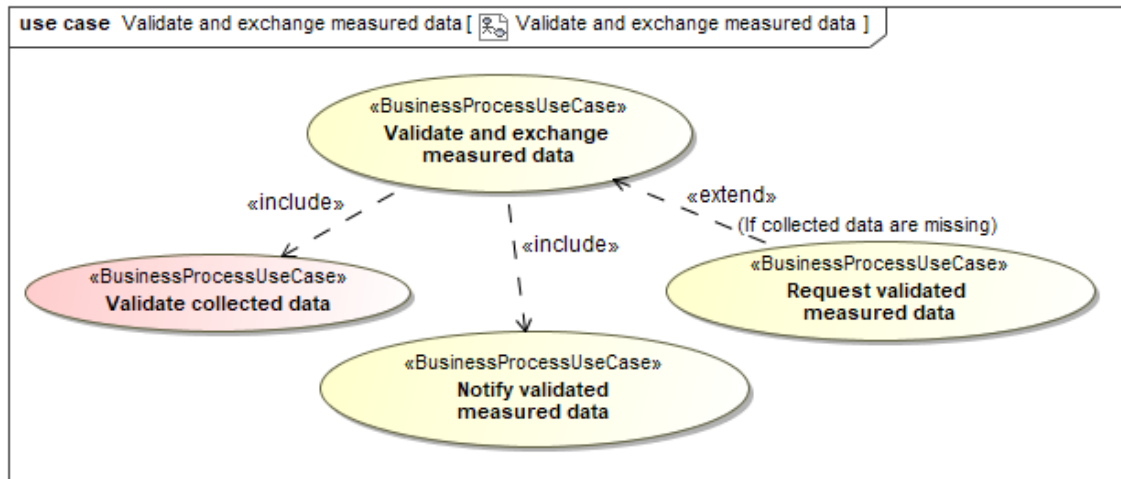 use case Validate and exchange measured data [ Validate and exchange measured data ]
«BusinessProcessUseCase»
Validate and exchange
measured data
«include»
«extend»
(If collected data are missing)
«include»
«BusinessProcessUseCase»
Validate collected data
«BusinessProcessUseCase»
Request validated
measured data
«BusinessProcessUseCase»
Notify validated
measured data